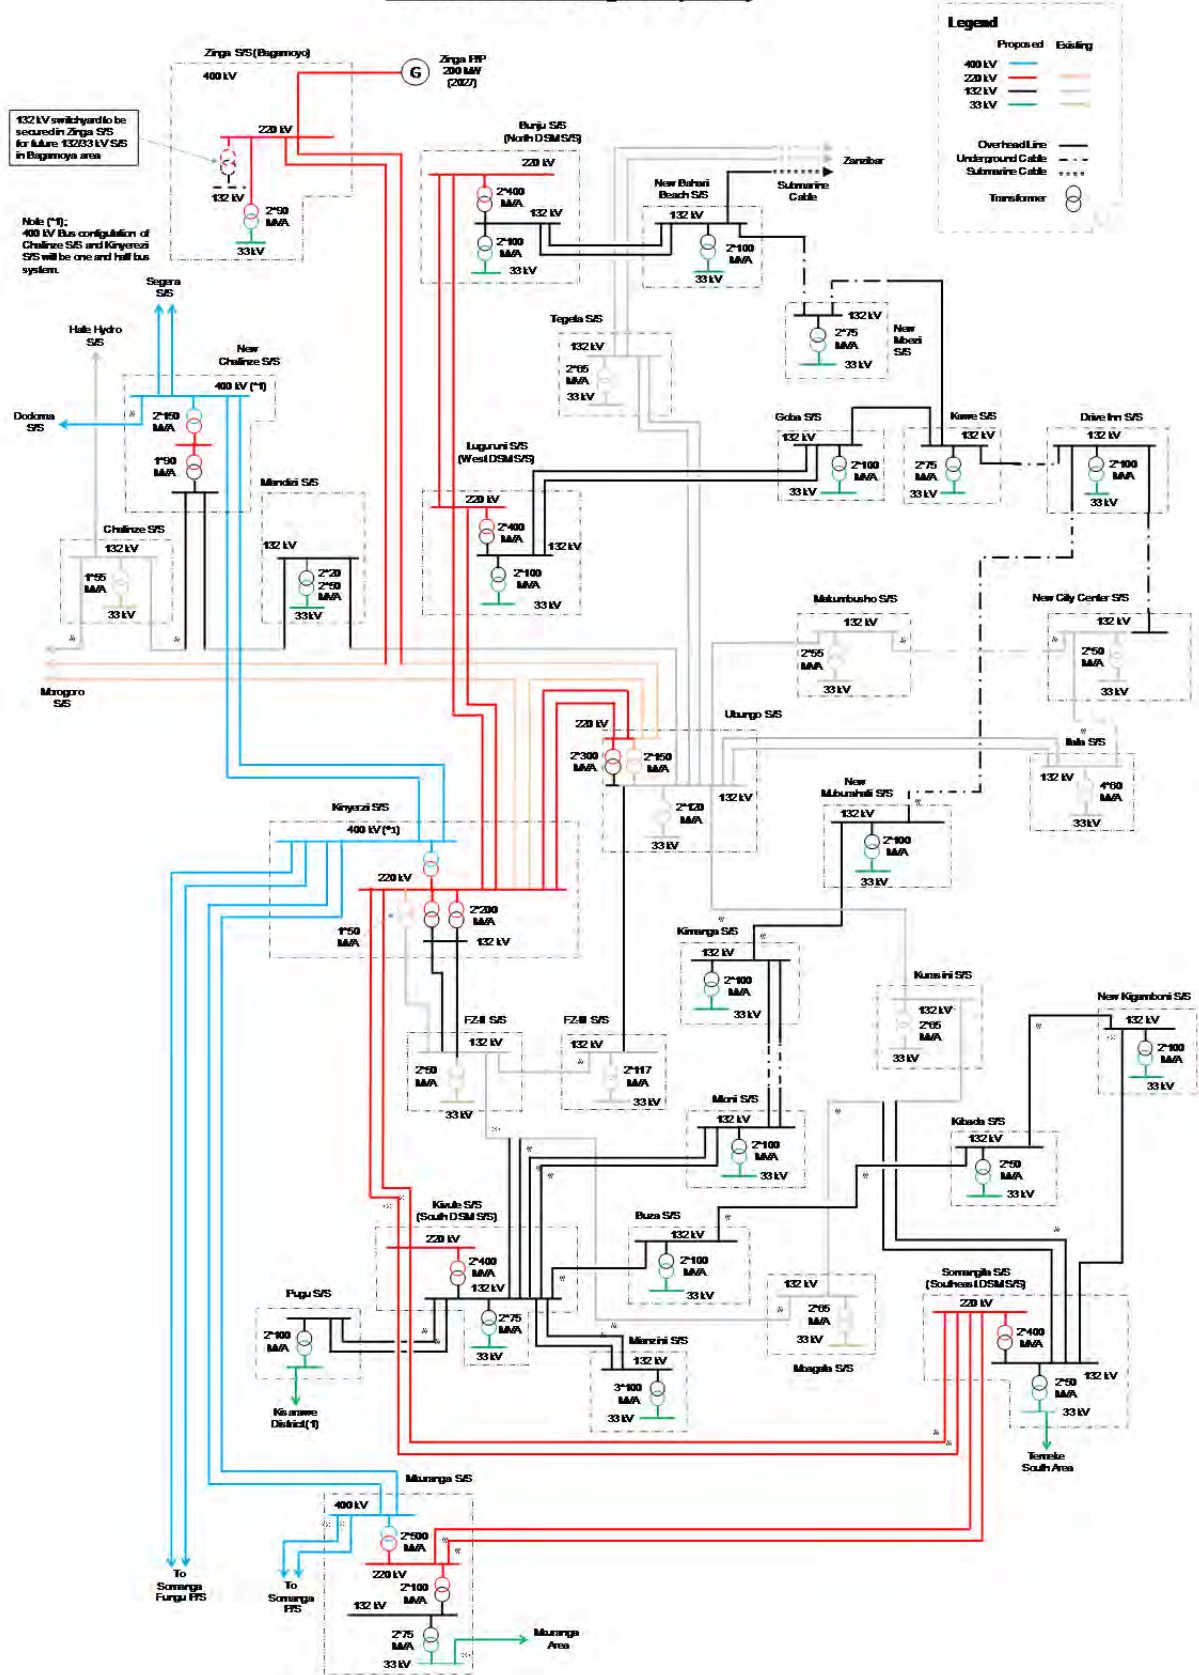 Legend
Proposed Existing
400 kV
220 kV
132 kV
33 kV
Overhead Line
Underground Cable
Submarine Cable
Transformer
Zinga S/S (Bagamoyo)
400 kV
220 kV
132 kV
2*90
MVA
33kV
G
Zinga P/P
200 MW
(2027)
132 kV switchyard to be
secured in Zinga S/S
for future 132/33 kV S/S
in Bagamoya area
Note (*1);
400 kV Bus configulation of
Chalinze S/S and Kinyerezi
S/S will be one and half bus
system.
Bunju S/S
(North DSM S/S)
220 kV
2*400
MVA
132 kV
2*100
MVA
33 kV
New Bahari
Beach S/S
132 kV
2*100
MVA
33 kV
Zanzibar
Submarine
Cable
132 kV
2*75
MVA
33 kV
New
Mbezi
S/S
Tegeta S/S
132 kV
2*65
MVA
33 kV
Segera
S/S
Hale Hydro
S/S
New
Chalinze S/S
400 kV (*1)
Dodoma
S/S
2*150
MVA
1*90
MVA
Chalinze S/S
132 kV
1*55
MVA
33kV
Mlandizi S/S
132 kV
2*20
2*50
MVA
33kV
Morogoro
S/S
Luguruni S/S
(West DSM S/S)
220 kV
2*400
MVA
132 kV
2*100
MVA
33 kV
Goba S/S
132 kV
2*100
MVA
33 kV
Kawe S/S
132 kV
2*75
MVA
33 kV
Drive Inn S/S
132 kV
2*100
MVA
33 kV
Makumbusho S/S
132 kV
2*55
MVA
33 kV
New City Center S/S
132 kV
2*50
MVA
33 kV
Ubungo S/S
220 kV
2*300
MVA
2*150
MVA
2*120
MVA
132 kV
33 kV
Ilala S/S
132 kV
4*60
MVA
33 kV
New
Muburahati S/S
132 kV
2*100
MVA
33 kV
Kinyerzi S/S
400 kV (*1)
220 kV
2*200
MVA
1*50
MVA
132 kV
Kimanga S/S
132 kV
2*100
MVA
33 kV
Kurasini S/S
132 kV
2*65
MVA
33 kV
New Kigamboni S/S
132 kV
2*100
MVA
33 kV
FZ-II S/S
132 kV
2*50
MVA
33 kV
FZ-III S/S
132 kV
2*117
MVA
33 kV
Mloni S/S
132 kV
2*100
MVA
33 kV
Kibada S/S
132 kV
2*50
MVA
33 kV
Kivule S/S
(South DSM S/S)
220 kV
2*400
MVA
132 kV
2*75
MVA
33 kV
Buza S/S
132 kV
2*100
MVA
33 kV
Mbagala S/S
132 kV
2*65
MVA
33 kV
Somangila S/S
(Southeast DSM S/S)
220 kV
2*400
MVA
132 kV
2*50
MVA
33 kV
Temeke
South Area
Pugu S/S
132 kV
2*100
MVA
33 kV
Kisarawe
District(1)
Mianzini S/S
132 kV
3*100
MVA
33 kV
Mkuranga S/S
400 kV
2*500
MVA
220 kV
2*100
MVA
132 kV
2*75
MVA
33 kV
Mkuranga
Area
To
Somanga
Fungu P/S
To
Somanga
P/S